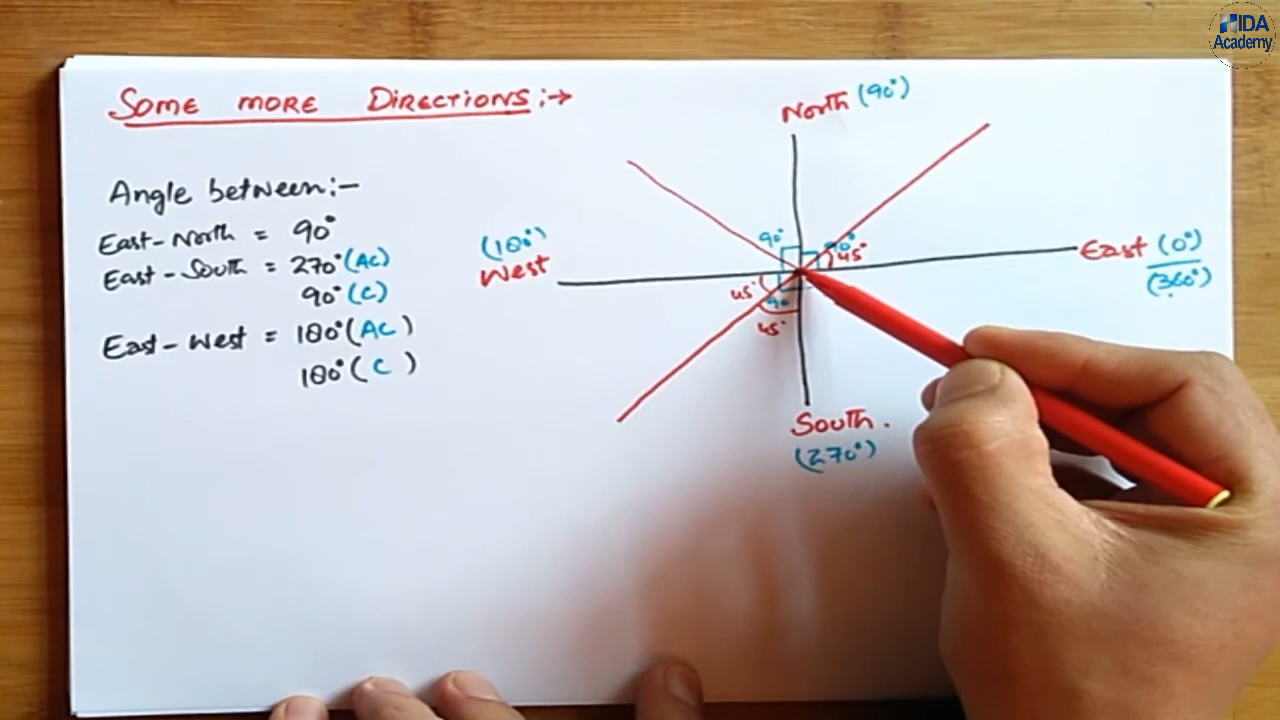 HIDA
Academy
SOME MORE DIRECTIONS:→
Angle between:-
East-North = 90°
East-South = 270° (AC)
90° (C)
East-West = 180° (AC)
180° (C)
North (90°)
(180°)
West
East (0°)
(360°)
90°
90°
45°
45°
90
45°
South.
(270°)